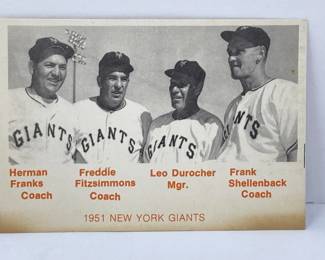 GIANTS GIANTS GIANTS GIANTS
Herman
Franks
Coach
Freddie
Fitzsimmons
Coach
Leo Durocher
Mgr.
Frank
Shellenback
Coach
1951 NEW YORK GIANTS